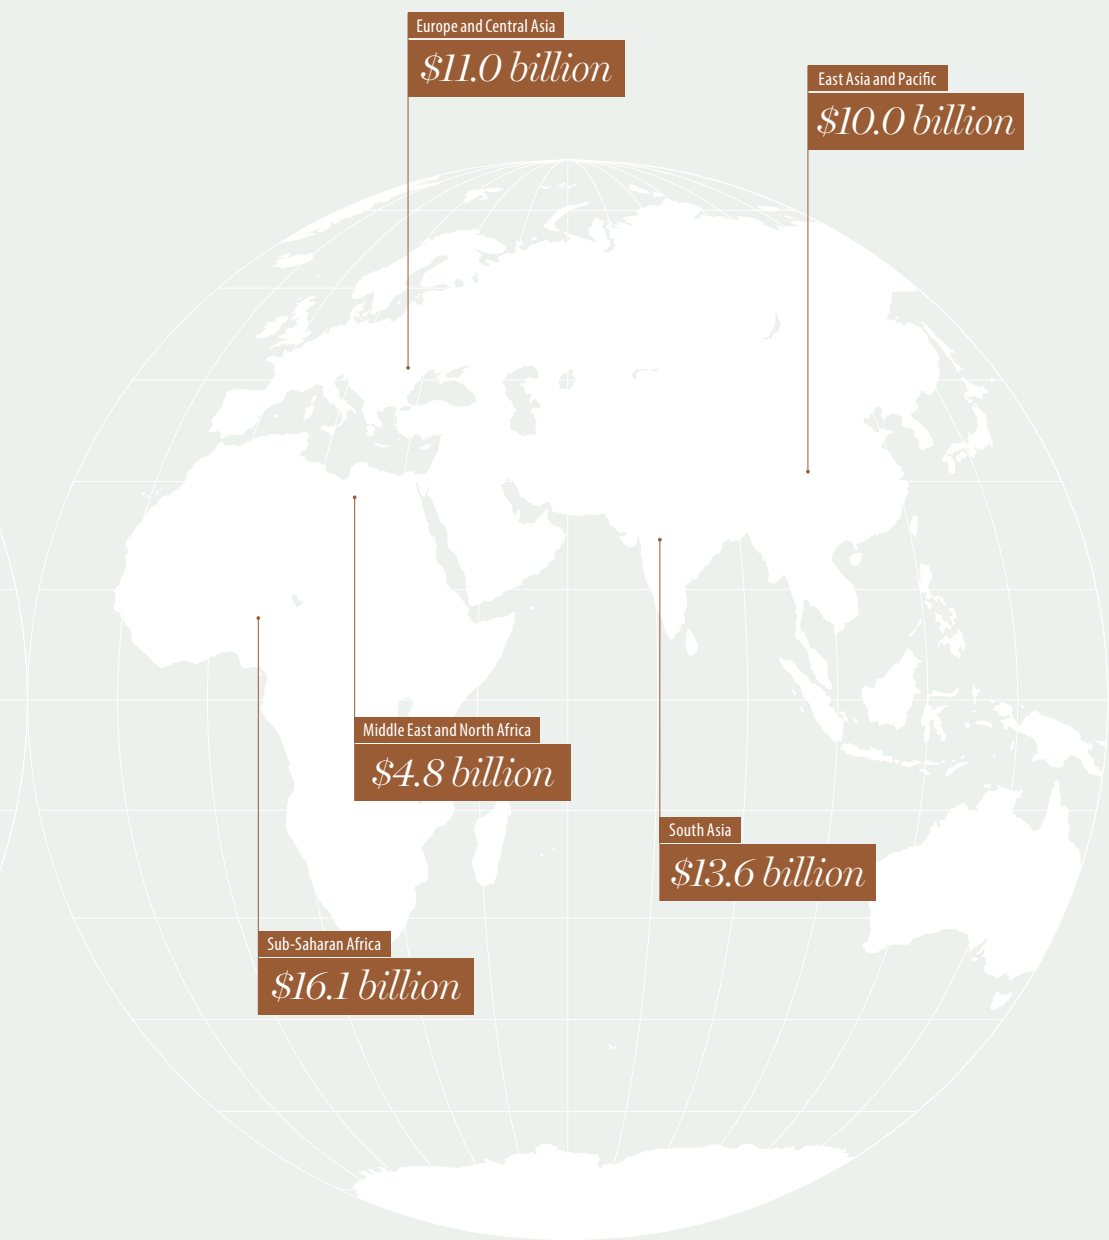 Europe and Central Asia
$11.0 billion
East Asia and Pacific
$10.0 billion
Middle East and North Africa
$4.8 billion
South Asia
$13.6 billion
Sub-Saharan Africa
$16.1 billion